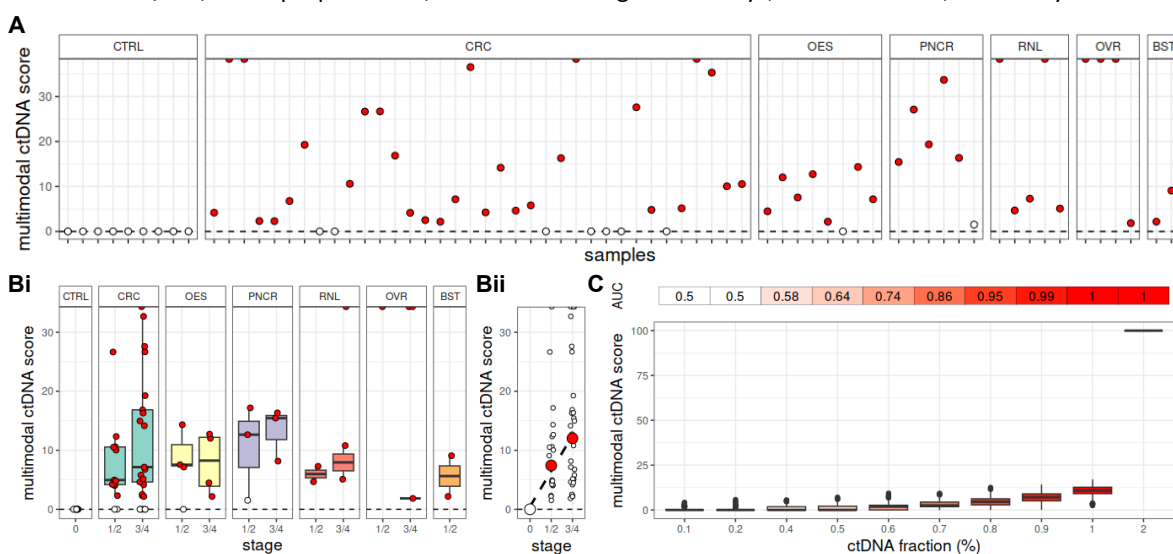 A
CTRL CRC OES PNCR RNL OVR BST
multimodal ctDNA score
30
20
10
0
samples
Bi
CTRL CRC OES PNCR RNL OVR BST
multimodal ctDNA score
30
20
10
0
0 1/2 3/4 1/2 3/4 1/2 3/4 1/2 3/4 3/4 1/2
stage
Bii
multimodal ctDNA score
30
20
10
0
0 1/2 3/4
stage
C
AUC
0.5 0.5 0.58 0.64 0.74 0.86 0.95 0.99 1 1
multimodal ctDNA score
100
75
50
25
0
0.1 0.2 0.4 0.5 0.6 0.7 0.8 0.9 1 2
ctDNA fraction (%)